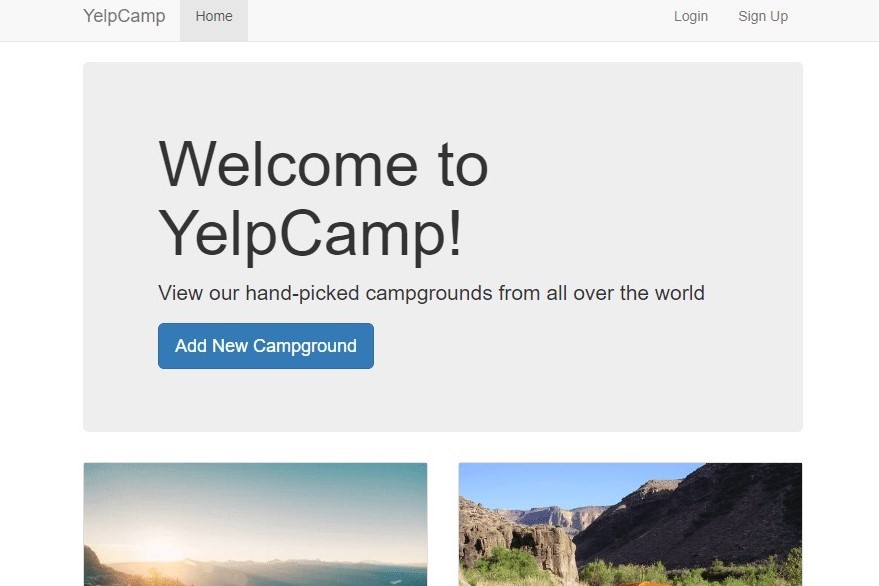 YelpCamp Home Login Sign Up
Welcome to
YelpCamp!
View our hand-picked campgrounds from all over the world
Add New Campground